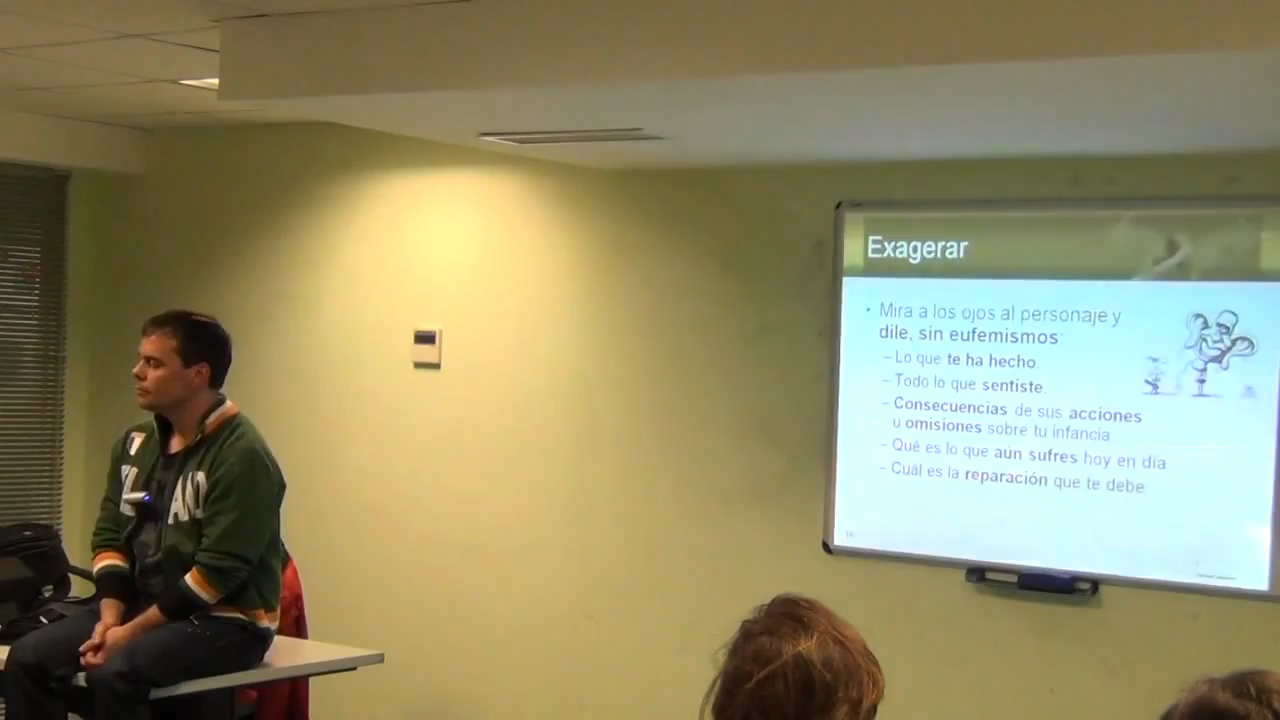 Exagerar
• Mira a los ojos al personaje y
dile, sin eufemismos:
– Lo que te ha hecho.
– Todo lo que sentiste.
– Consecuencias de sus acciones
u omisiones sobre tu infancia
– Qué es lo que aún sufres hoy en día
– Cuál es la reparación que te debe.